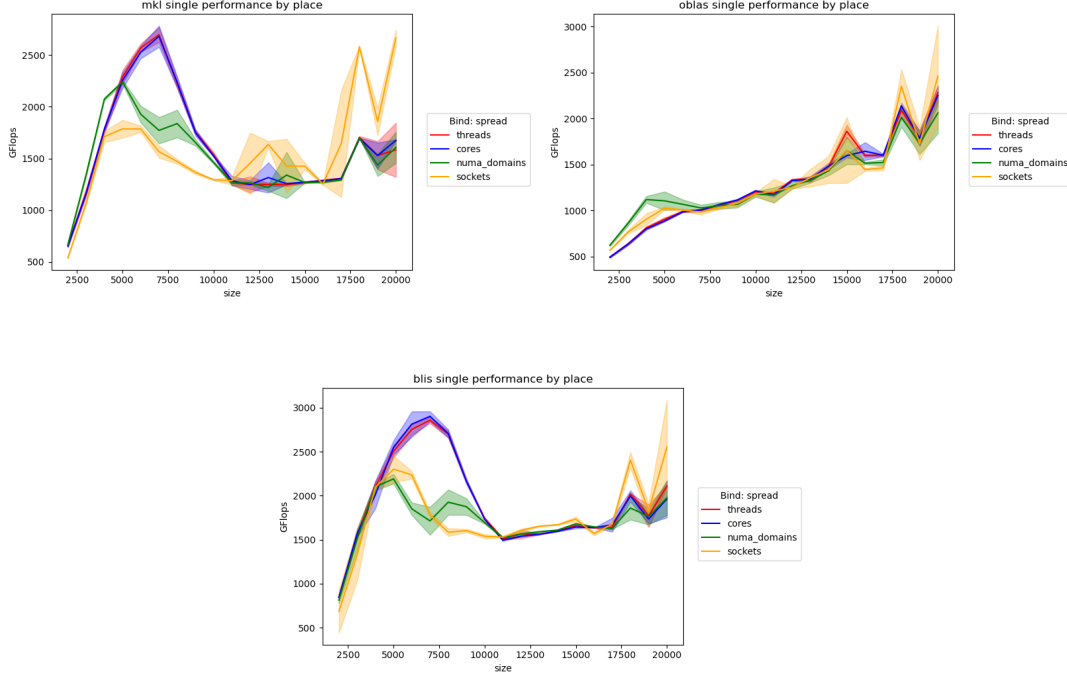 mkl single performance by place
GFlops
2500
2000
1500
1000
500
2500 5000 7500 10000 12500 15000 17500 20000
size
Bind: spread
threads
cores
numa_domains
sockets
oblas single performance by place
GFlops
3000
2500
2000
1500
1000
500
2500 5000 7500 10000 12500 15000 17500 20000
size
Bind: spread
threads
cores
numa_domains
sockets
blis single performance by place
GFlops
3000
2500
2000
1500
1000
500
2500 5000 7500 10000 12500 15000 17500 20000
size
Bind: spread
threads
cores
numa_domains
sockets